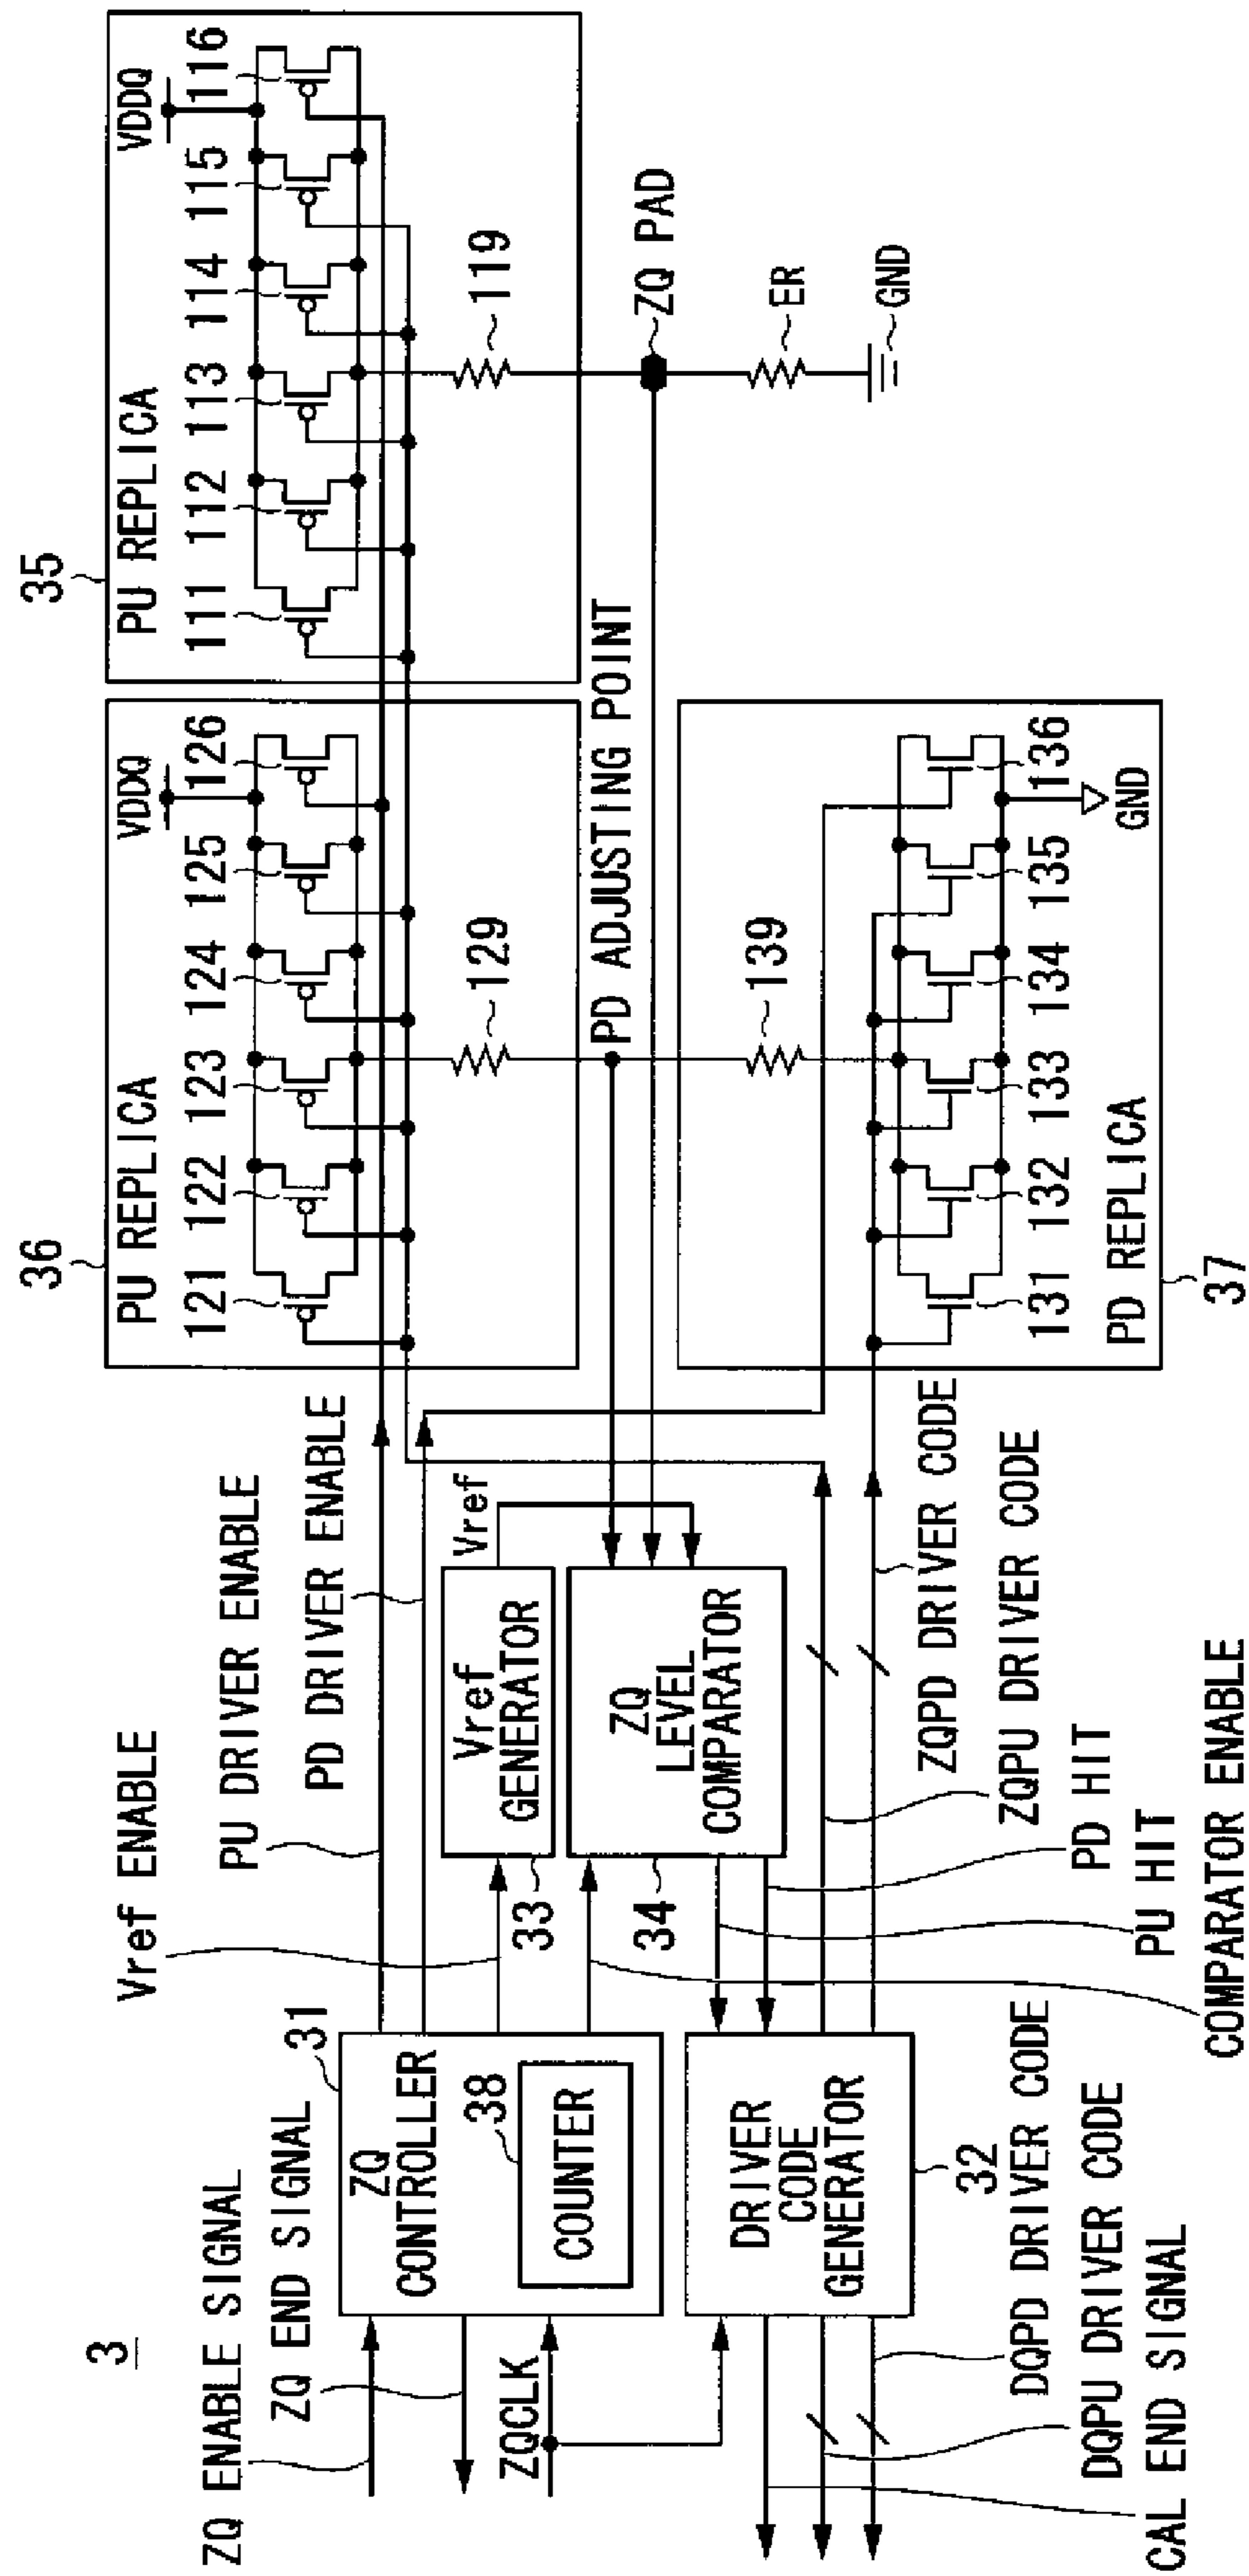 3
ZQ ENABLE SIGNAL
ZQ END SIGNAL
ZQCLK
31
ZQ
CONTROLLER
38
COUNTER
DRIVER
CODE
GENERATOR
32
DQPD DRIVER CODE
DQPU DRIVER CODE
CAL END SIGNAL
Vref ENABLE
PU DRIVER ENABLE
PD DRIVER ENABLE
Vref
Vref
GENERATOR
33
ZQ
LEVEL
COMPARATOR
34
ZQPD DRIVER CODE
ZQPU DRIVER CODE
PD HIT
PU HIT
COMPARATOR ENABLE
36
PU REPLICA
VDDQ
121 122 123 124 125 126
129
PD ADJUSTING POINT
139
131 132 133 134 135 136
GND
PD REPLICA
37
35
PU REPLICA
VDDQ
111 112 113 114 115 116
119
ZQ PAD
ER
GND